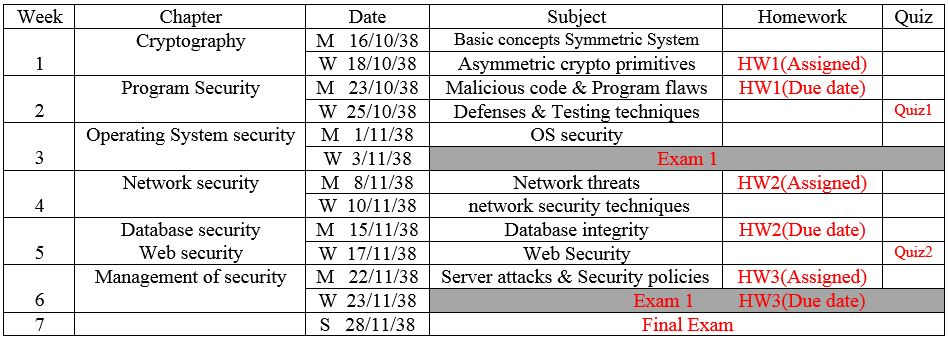 Week Chapter Date Subject Homework Quiz
Cryptography M 16/10/38 Basic concepts Symmetric System
1 W 18/10/38 Asymmetric crypto primitives HW1(Assigned)
Program Security M 23/10/38 Malicious code & Program flaws HW1(Due date)
2 W 25/10/38 Defenses & Testing techniques Quiz1
Operating System security M 1/11/38 OS security
3 W 3/11/38 Exam 1
Network security M 8/11/38 Network threats HW2(Assigned)
4 W 10/11/38 network security techniques
Database security M 15/11/38 Database integrity HW2(Due date)
5 Web security W 17/11/38 Web Security Quiz2
Management of security M 22/11/38 Server attacks & Security policies HW3(Assigned)
6 W 23/11/38 Exam 1 HW3(Due date)
7 S 28/11/38 Final Exam